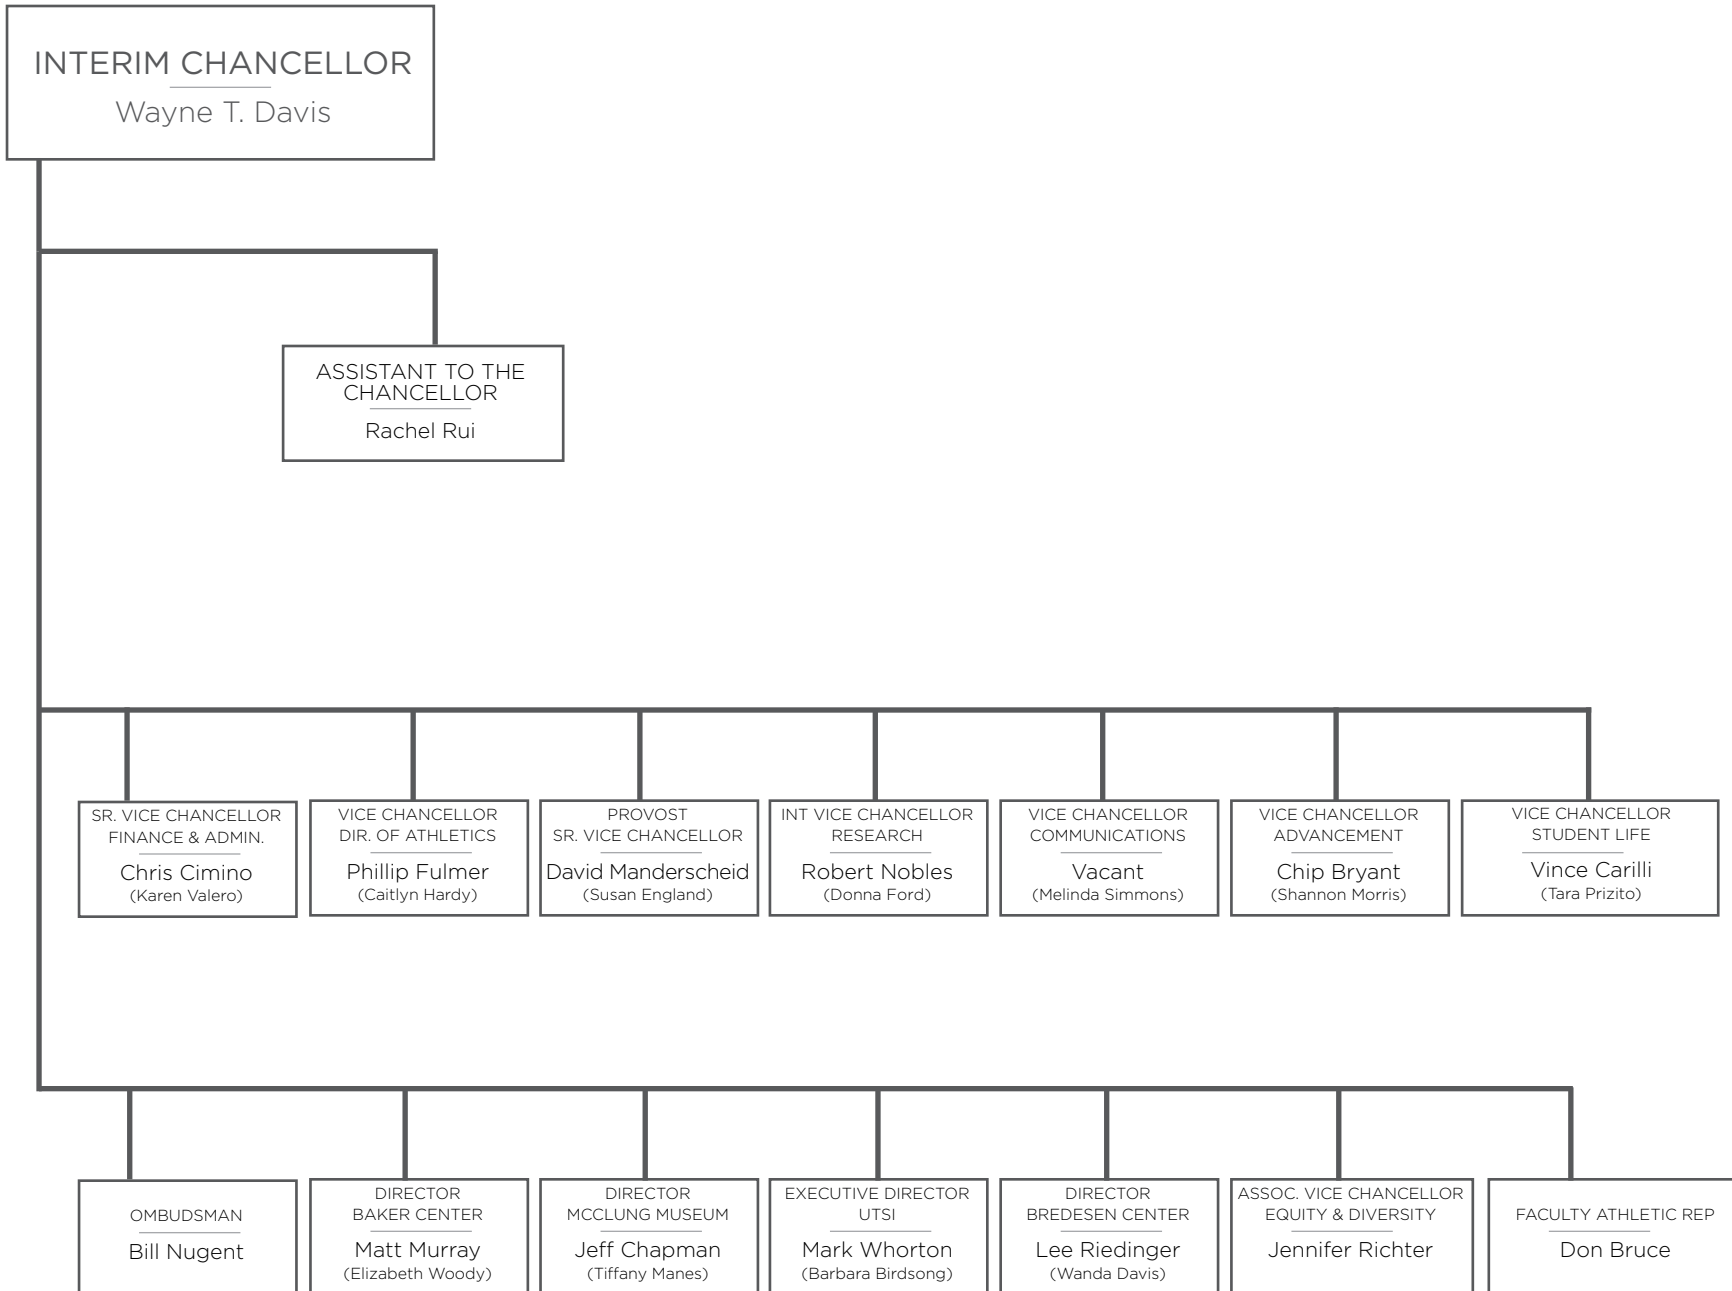 INTERIM CHANCELLOR
Wayne T. Davis
ASSISTANT TO THE
CHANCELLOR
Rachel Rui
SR. VICE CHANCELLOR
FINANCE & ADMIN.
Chris Cimino
(Karen Valero)
VICE CHANCELLOR
DIR. OF ATHLETICS
Phillip Fulmer
(Caitlyn Hardy)
PROVOST
SR. VICE CHANCELLOR
David Manderscheid
(Susan England)
INT VICE CHANCELLOR
RESEARCH
Robert Nobles
(Donna Ford)
VICE CHANCELLOR
COMMUNICATIONS
Vacant
(Melinda Simmons)
VICE CHANCELLOR
ADVANCEMENT
Chip Bryant
(Shannon Morris)
VICE CHANCELLOR
STUDENT LIFE
Vince Carilli
(Tara Prizito)
OMBUDSMAN
Bill Nugent
DIRECTOR
BAKER CENTER
Matt Murray
(Elizabeth Woody)
DIRECTOR
MCCLUNG MUSEUM
Jeff Chapman
(Tiffany Manes)
EXECUTIVE DIRECTOR
UTSI
Mark Whorton
(Barbara Birdsong)
DIRECTOR
BREDESEN CENTER
Lee Riedinger
(Wanda Davis)
ASSOC. VICE CHANCELLOR
EQUITY & DIVERSITY
Jennifer Richter
FACULTY ATHLETIC REP
Don Bruce